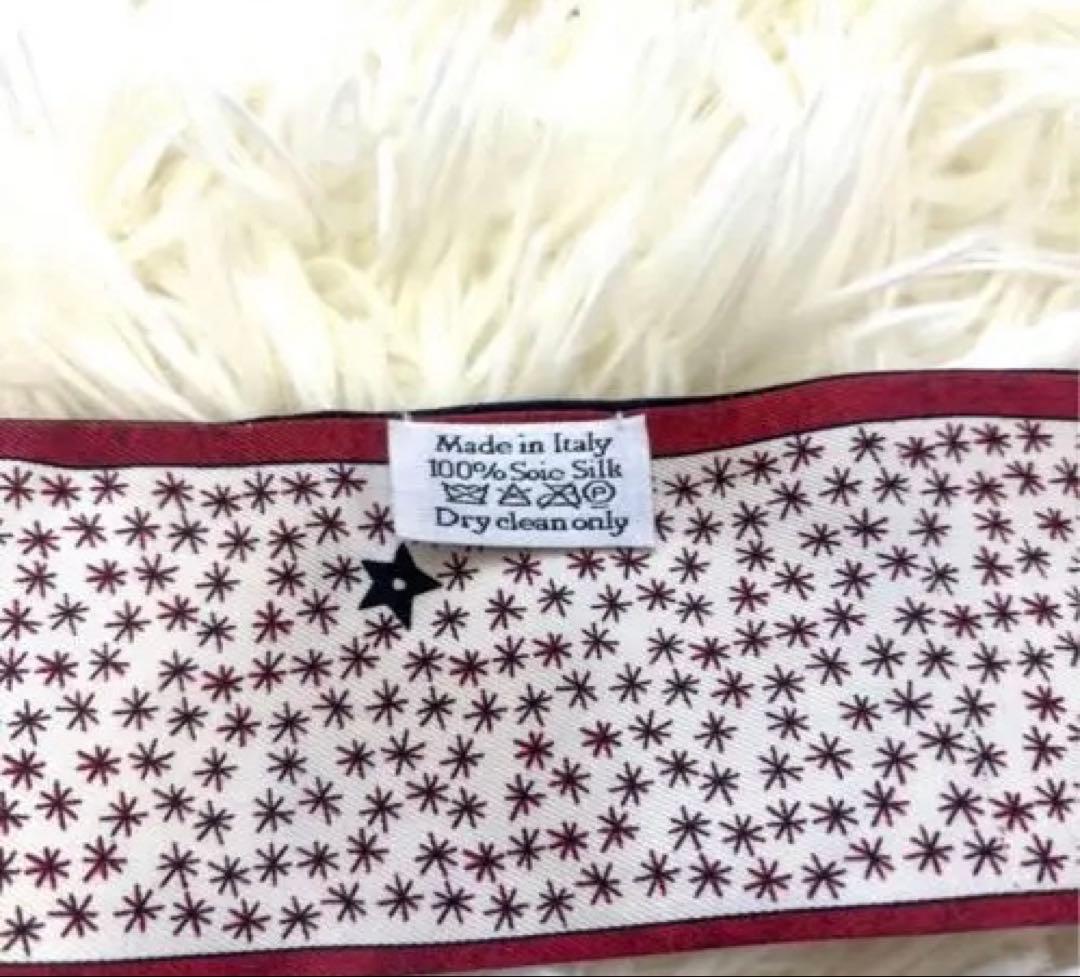 Made in Italy
100% Soie Silk
P
Dry clean only